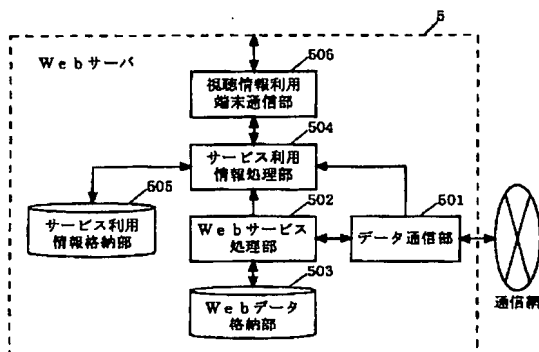 5
Webサーバ
506
視聴情報利用
端末通信部
504
サービス利用
情報処理部
505
サービス利用
情報格納部
502
Webサービス
処理部
501
データ通信部
503
Webデータ
格納部
通信網